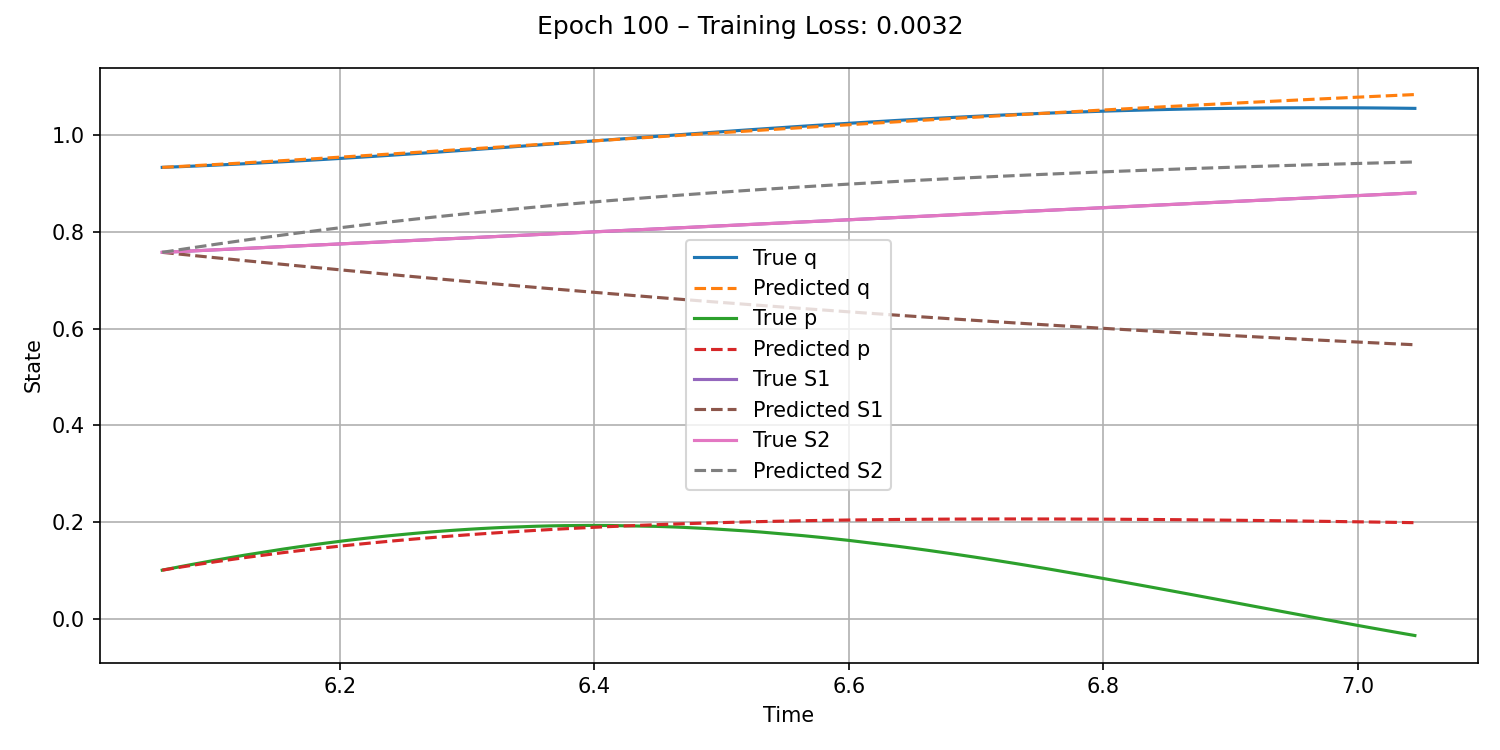 Epoch 100 – Training Loss: 0.0032
1.0
0.8
0.6
0.4
0.2
0.0
State
True q
Predicted q
True p
Predicted p
True S1
Predicted S1
True S2
Predicted S2
6.2 6.4 6.6 6.8 7.0
Time